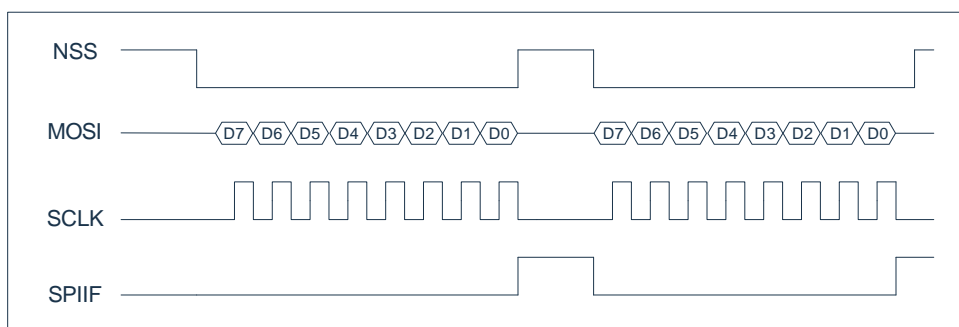 NSS
MOSI D7 D6 D5 D4 D3 D2 D1 D0 D7 D6 D5 D4 D3 D2 D1 D0
SCLK
SPIIF